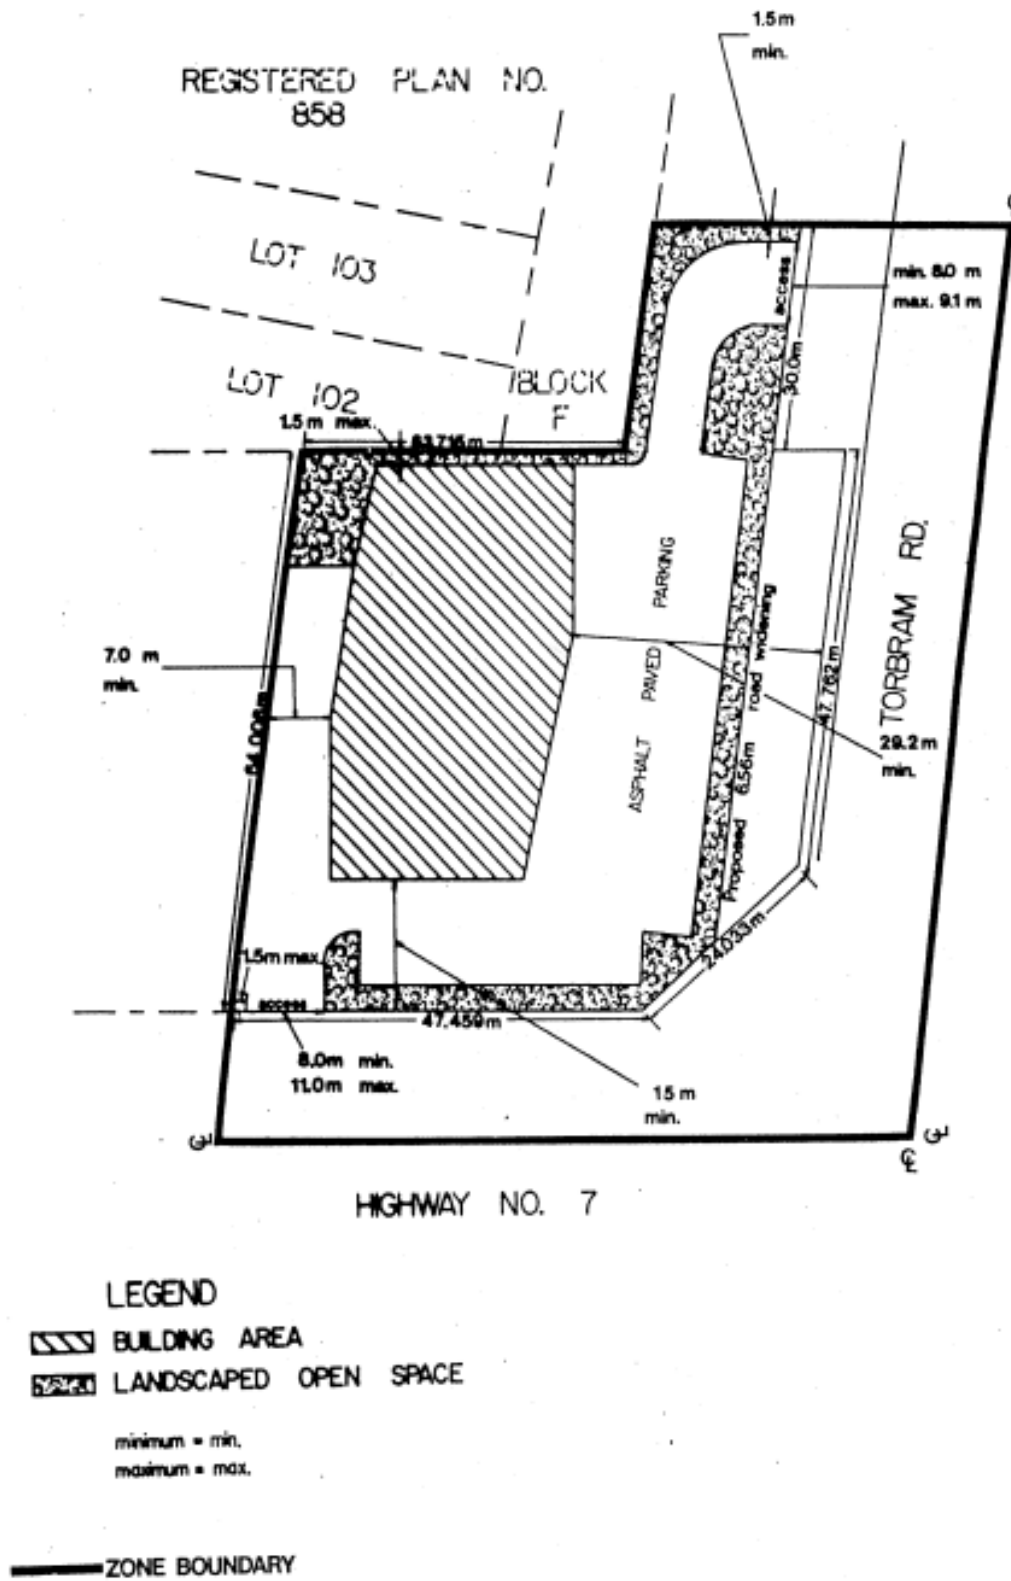 1.5m
min.
REGISTERED PLAN NO.
858
LOT 103
min. 8.0 m
max. 9.1 m
access
30.0m
LOT 102
BLOCK
F
1.5 m max.
TORBRAM RD.
ASPHALT PAVED PARKING
Proposed 6.56m road widening
47.762m
7.0 m
min.
29.2m
min.
24.033m
1.5m max.
access
47.459m
8.0m min.
11.0m max.
15 m
min.
HIGHWAY NO. 7
LEGEND
BUILDING AREA
LANDSCAPED OPEN SPACE
minimum = min.
maximum = max.
ZONE BOUNDARY